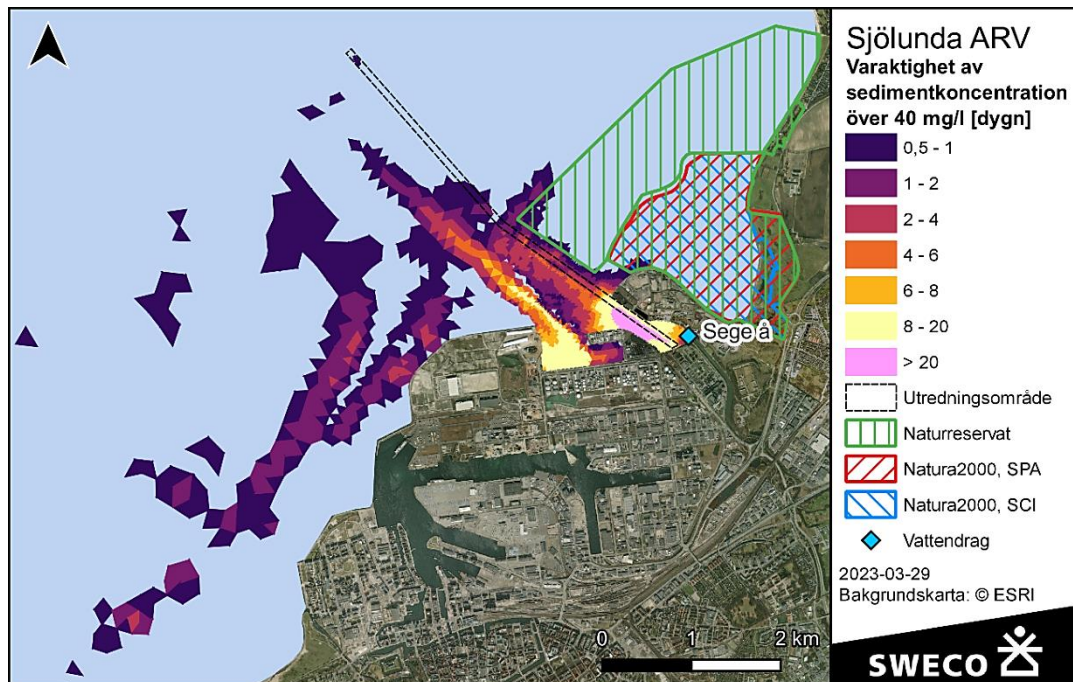 Sjölunda ARV
Varaktighet av
sedimentkoncentration
över 40 mg/l [dygn]
0,5 - 1
1 - 2
2 - 4
4 - 6
6 - 8
8 - 20
> 20
Utredningsområde
Naturreservat
Natura2000, SPA
Natura2000, SCI
Vattendrag
2023-03-29
Bakgrundskarta: © ESRI
SWECO
Sege å
0 1 2 km